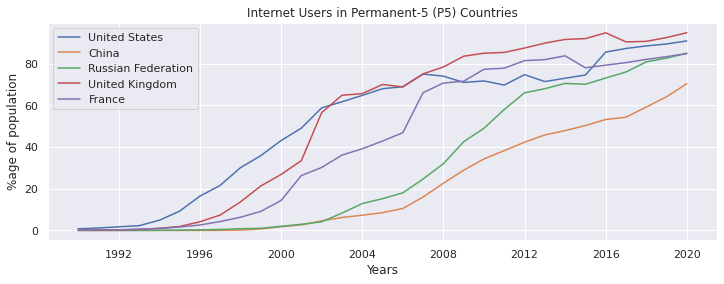 Internet Users in Permanent-5 (P5) Countries
United States
China
Russian Federation
United Kingdom
France
%age of population
80
60
40
20
0
1992 1996 2000 2004 2008 2012 2016 2020
Years